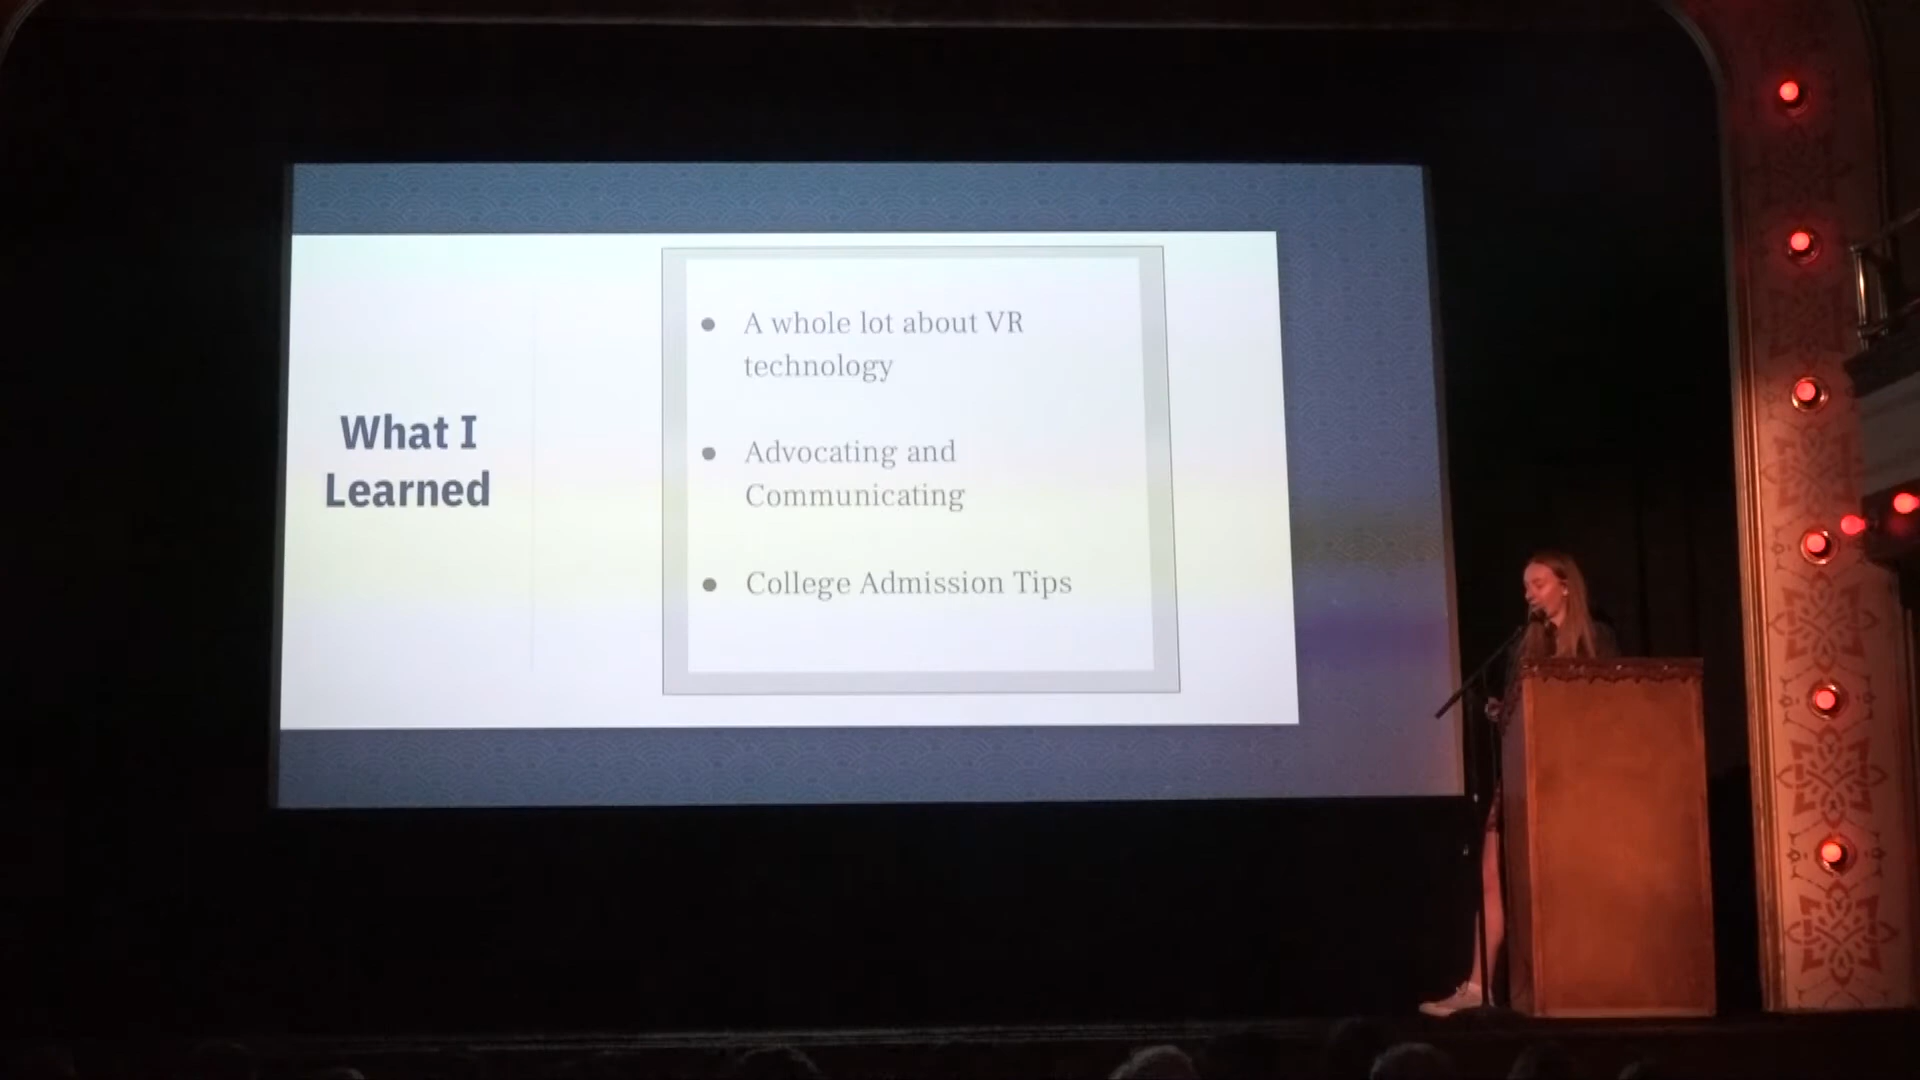 What I
Learned
● A whole lot about VR
technology
● Advocating and
Communicating
● College Admission Tips